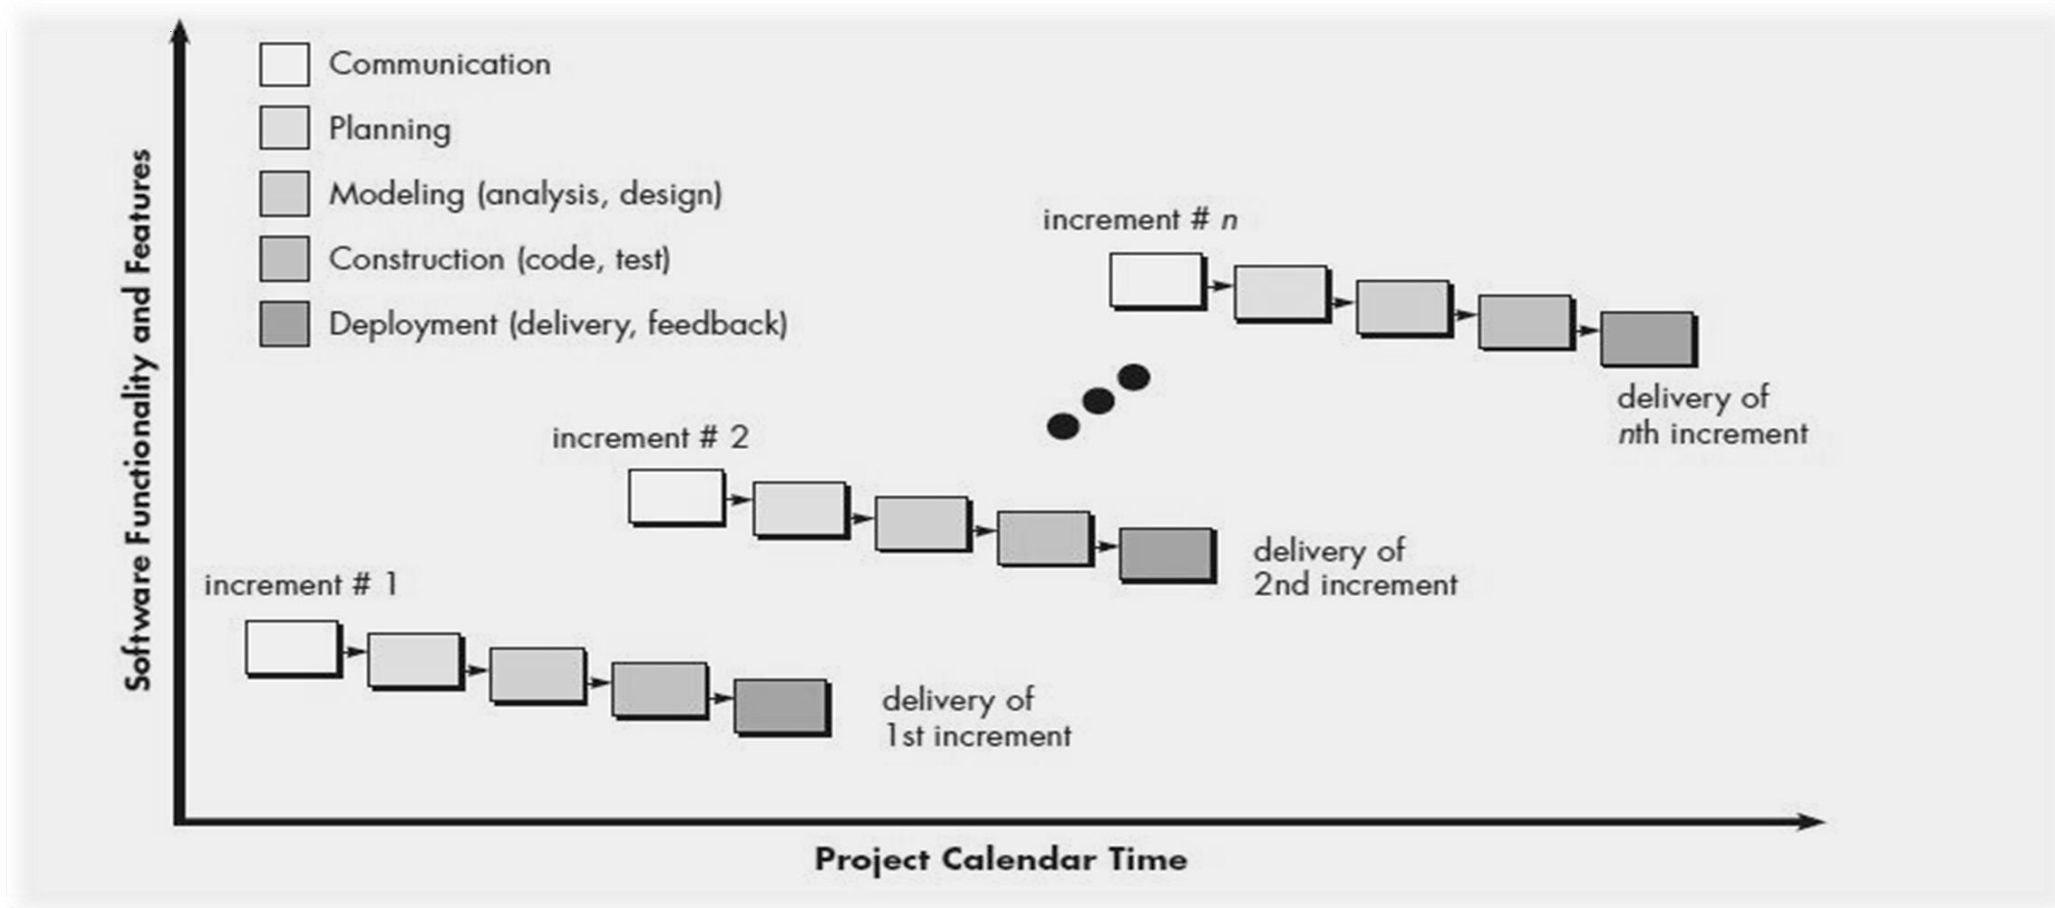 Communication
Planning
Modeling (analysis, design)
Construction (code, test)
Deployment (delivery, feedback)
Software Functionality and Features
increment # n
delivery of
nth increment
increment # 2
delivery of
2nd increment
increment # 1
delivery of
1st increment
Project Calendar Time